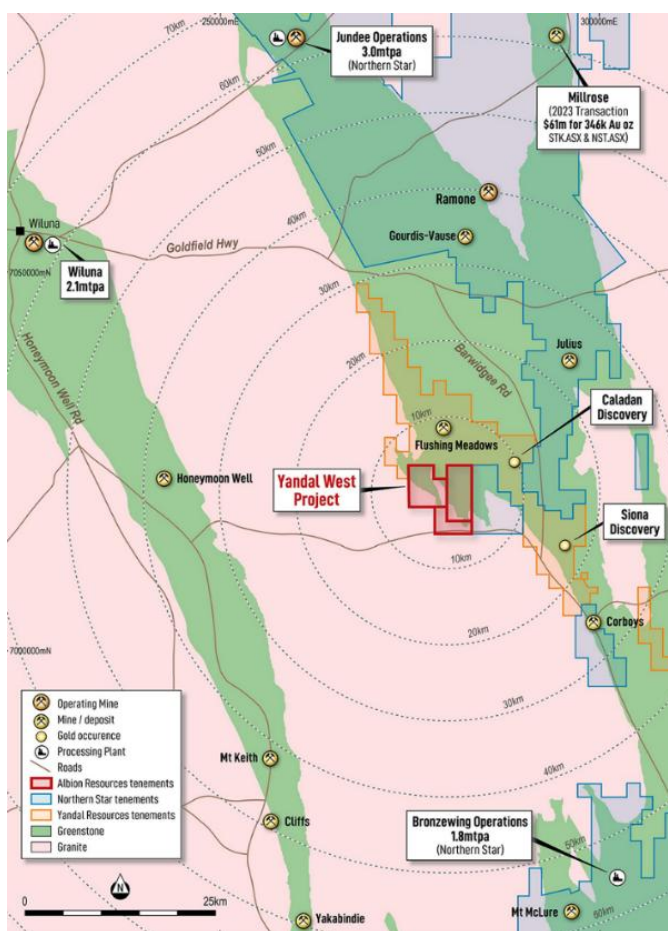 250000mE
300000mE
70km
Jundee Operations
3.0mtpa
(Northern Star)
60km
Millrose
(2023 Transaction
$61m for 346k Au oz
STK.ASX & NST.ASX)
50km
Ramone
40km
Wiluna
Gourdis-Vause
Goldfield Hwy
Wiluna
2.1mtpa
7050000mN
30km
Honeymoon Well Rd
20km
Barwidgee Rd
Julius
10km
Caladan
Discovery
Flushing Meadows
Yandal West
Project
Honeymoon Well
Siona
Discovery
10km
Corboys
20km
7000000mN
30km
Operating Mine
Mine / deposit
Gold occurence
Processing Plant
Roads
Albion Resources tenements
Northern Star tenements
Yandal Resources tenements
Greenstone
Granite
Mt Keith
40km
Cliffs
Bronzewing Operations
1.8mtpa
(Northern Star)
50km
N
0
25km
Yakabindie
Mt McLure
60km